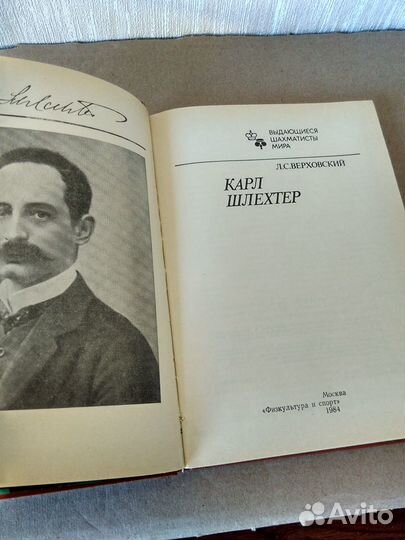 ВЫДАЮЩИЕСЯ
ШАХМАТИСТЫ
МИРА
Л.С.ВЕРХОВСКИЙ
КАРЛ
ШЛЕХТЕР
Москва
«Физкультура и спорт»
1984
Avito